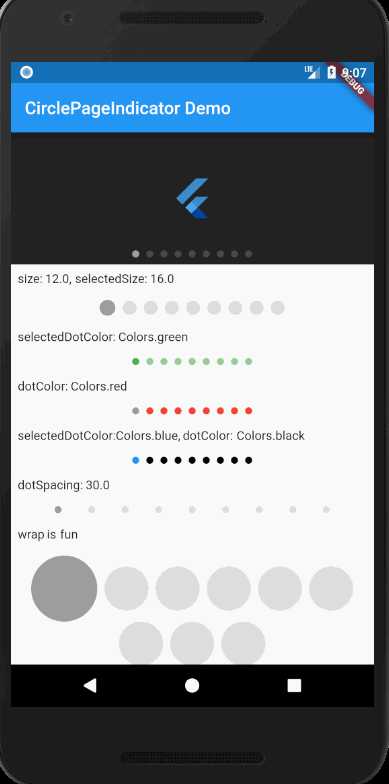 LTE 9:07
DEBUG
CirclePageIndicator Demo
size: 12.0, selectedSize: 16.0
selectedDotColor: Colors.green
dotColor: Colors.red
selectedDotColor:Colors.blue, dotColor: Colors.black
dotSpacing: 30.0
wrap is fun